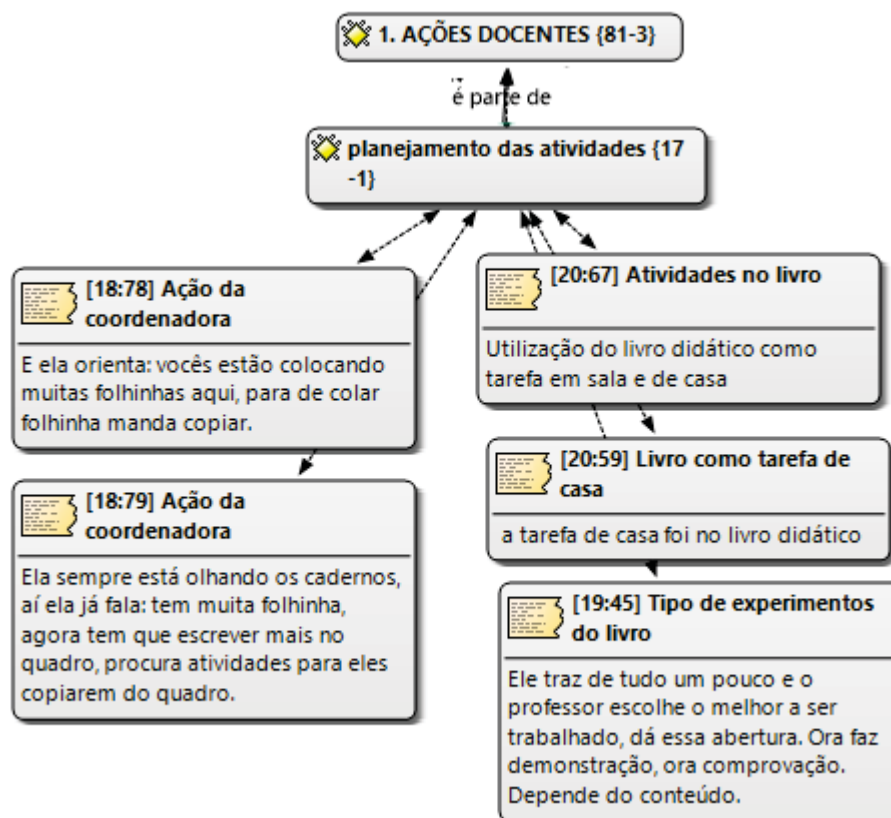 1. AÇÕES DOCENTES {81-3}
é parte de
planejamento das atividades {17
-1}
[18:78] Ação da
coordenadora
E ela orienta: vocês estão colocando
muitas folhinhas aqui, para de colar
folhinha manda copiar.
[18:79] Ação da
coordenadora
Ela sempre está olhando os cadernos,
aí ela já fala: tem muita folhinha,
agora tem que escrever mais no
quadro, procura atividades para eles
copiarem do quadro.
[20:67] Atividades no livro
Utilização do livro didático como
tarefa em sala e de casa
[20:59] Livro como tarefa de
casa
a tarefa de casa foi no livro didático
[19:45] Tipo de experimentos
do livro
Ele traz de tudo um pouco e o
professor escolhe o melhor a ser
trabalhado, dá essa abertura. Ora faz
demonstração, ora comprovação.
Depende do conteúdo.